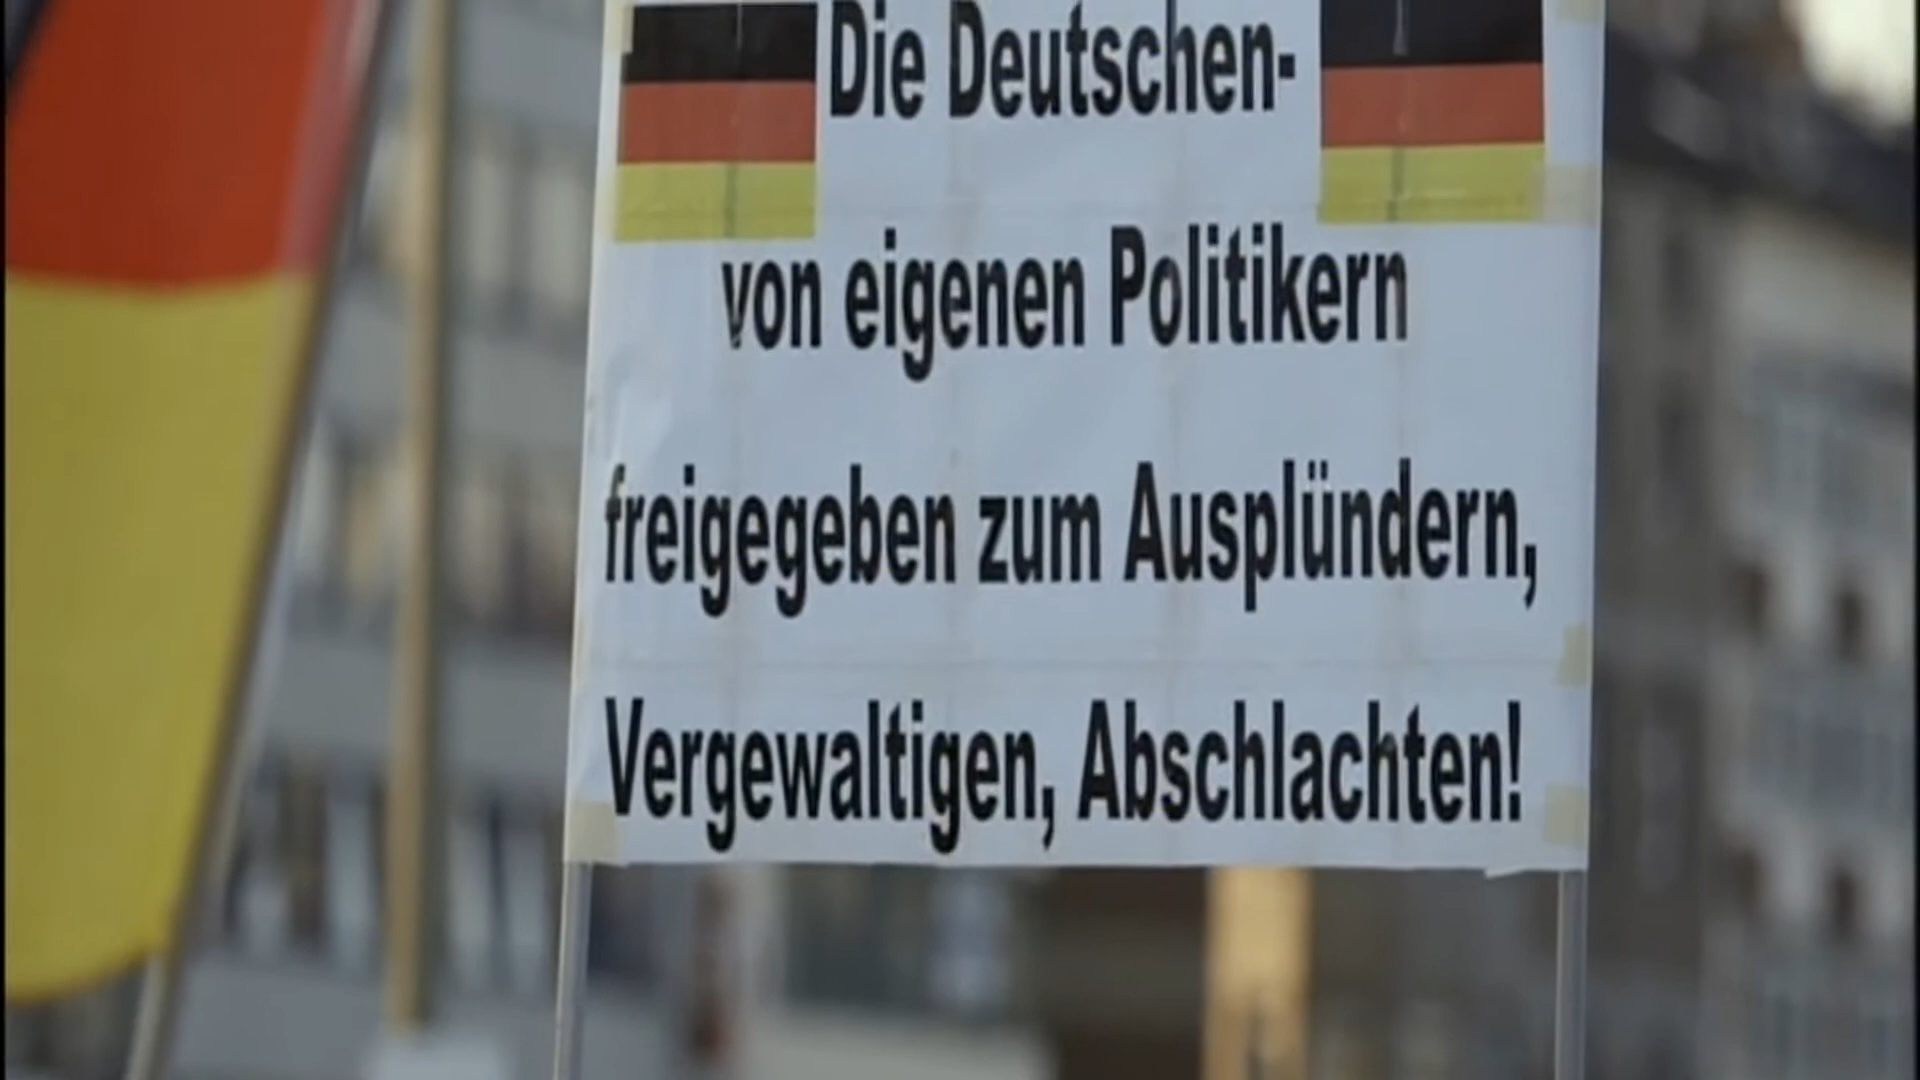 Die Deutschen-
von eigenen Politikern
freigegeben zum Ausplündern,
Vergewaltigen, Abschlachten!